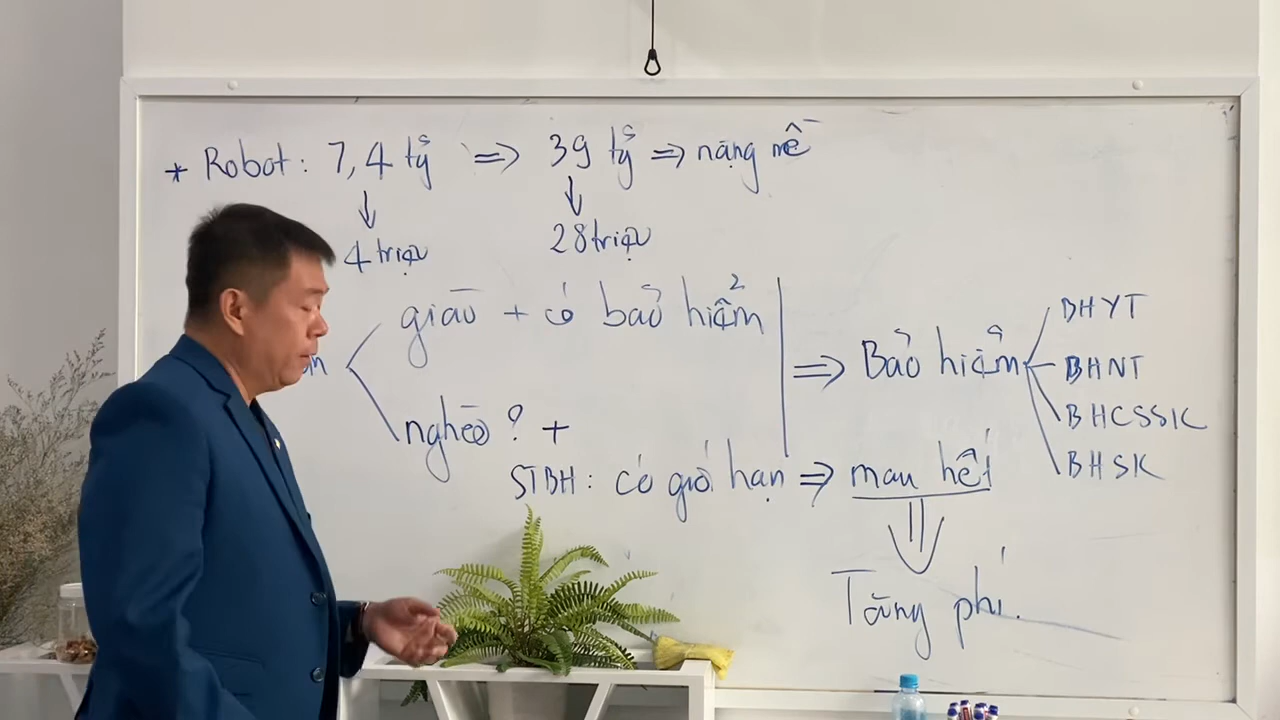 * Robot: 7,4 tỷ => 39 tỷ => nặng nề
4 triệu
28 triệu
giàu + có bảo hiểm 2
nghèo ? +
=> Bảo hiểm
BHYT
BHNT
BHCSSK
BHSK
STBH: có giới hạn => mau hết
Tăng phí.